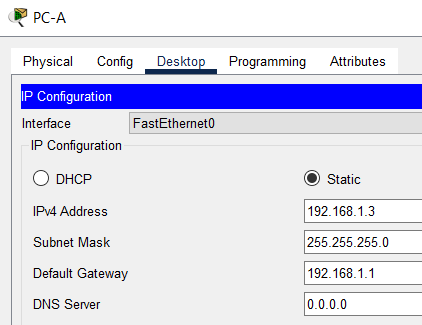 PC-A
Physical Config Desktop Programming Attributes
IP Configuration
Interface FastEthernet0
IP Configuration
DHCP Static
IPv4 Address 192.168.1.3
Subnet Mask 255.255.255.0
Default Gateway 192.168.1.1
DNS Server 0.0.0.0